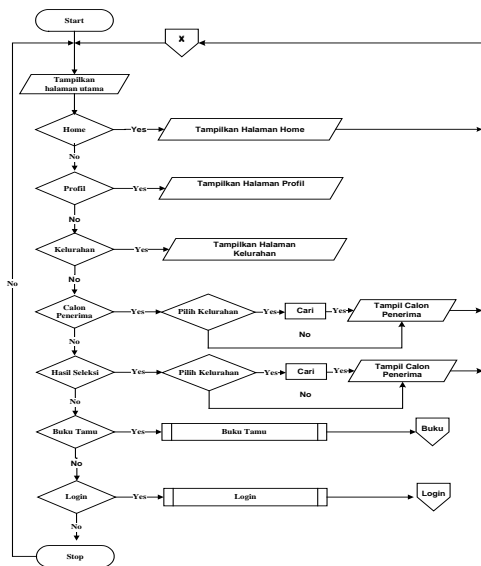 Start
X
Tampilkan
halaman utama
Home
Yes
Tampilkan Halaman Home
No
Profil
Yes
Tampilkan Halaman Profil
No
Kelurahan
Yes
Tampilkan Halaman
Kelurahan
No
No
Calon
Penerima
Yes
Pilih Kelurahan
Yes
Cari
Yes
Tampil Calon
Penerima
No
No
Hasil Seleksi
Yes
Pilih Kelurahan
Yes
Cari
Yes
Tampil Calon
Penerima
No
No
Buku Tamu
Yes
Buku Tamu
Buku
No
Login
Yes
Login
Login
No
Stop